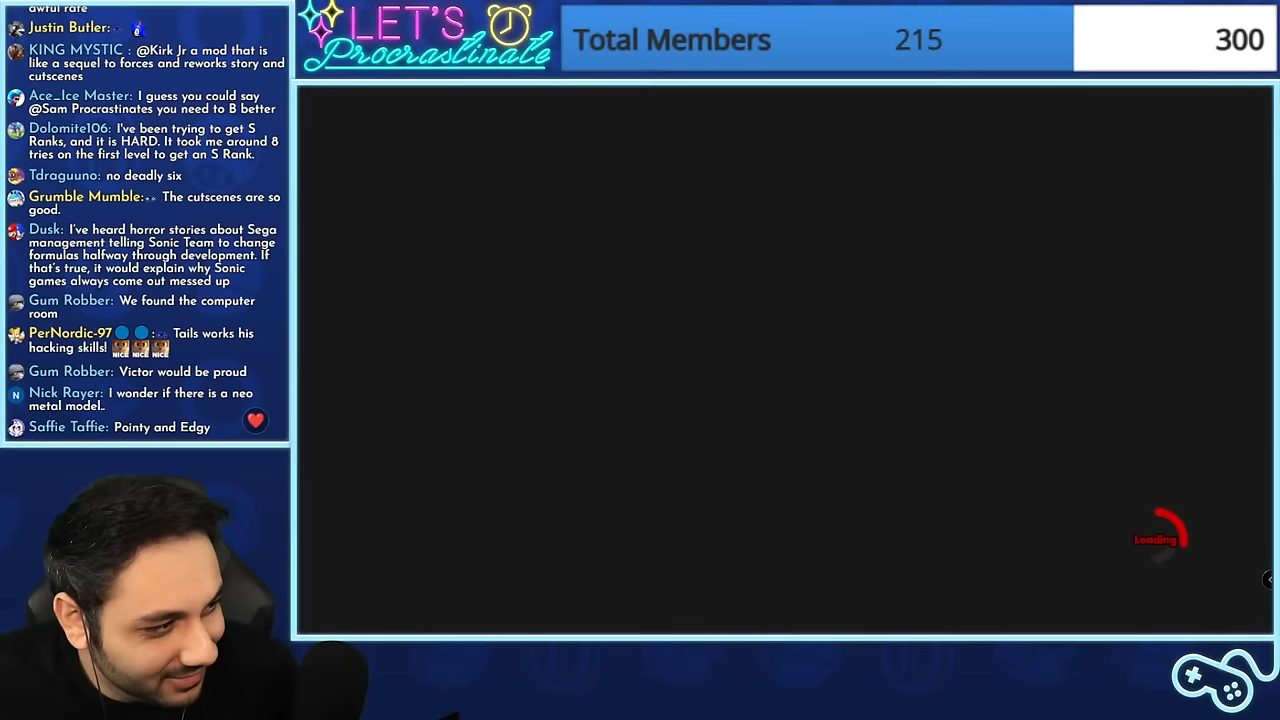 awful rate
Justin Butler:
KING MYSTIC : @Kirk Jr a mod that is
like a sequel to forces and reworks story and
cutscenes
Ace_Ice Master: I guess you could say
@Sam Procrastinates you need to B better
Dolomite106: I've been trying to get S
Ranks, and it is HARD. It took me around 8
tries on the first level to get an S Rank.
Tdraguuno: no deadly six
Grumble Mumble: The cutscenes are so
good.
Dusk: I've heard horror stories about Sega
management telling Sonic Team to change
formulas halfway through development. If
that's true, it would explain why Sonic
games always come out messed up
Gum Robber: We found the computer
room
PerNordic-97 : Tails works his
hacking skills! NICE NICE NICE
Gum Robber: Victor would be proud
N Nick Rayer: I wonder if there is a neo
metal model..
Saffie Taffie: Pointy and Edgy
LET'S
Procrastinate
Total Members 215 300
Loading